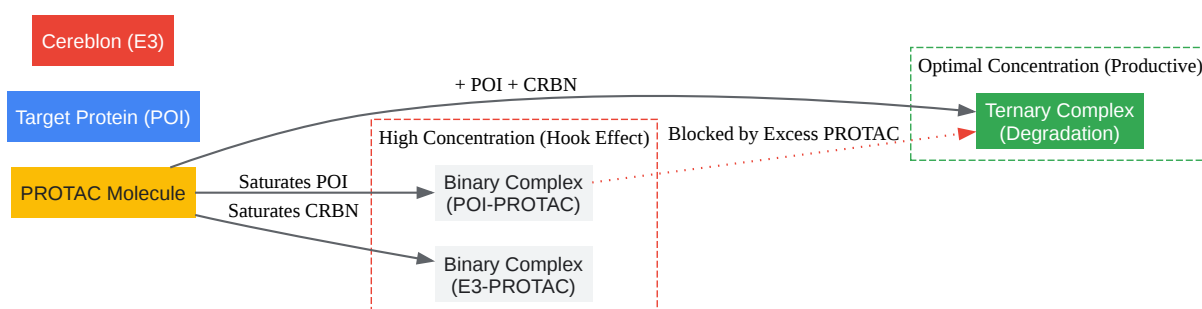 Cereblon (E3)
Target Protein (POI)
PROTAC Molecule
+ POI + CRBN
Saturates POI
Saturates CRBN
High Concentration (Hook Effect)
Binary Complex
(POI-PROTAC)
Binary Complex
(E3-PROTAC)
Blocked by Excess PROTAC
Optimal Concentration (Productive)
Ternary Complex
(Degradation)